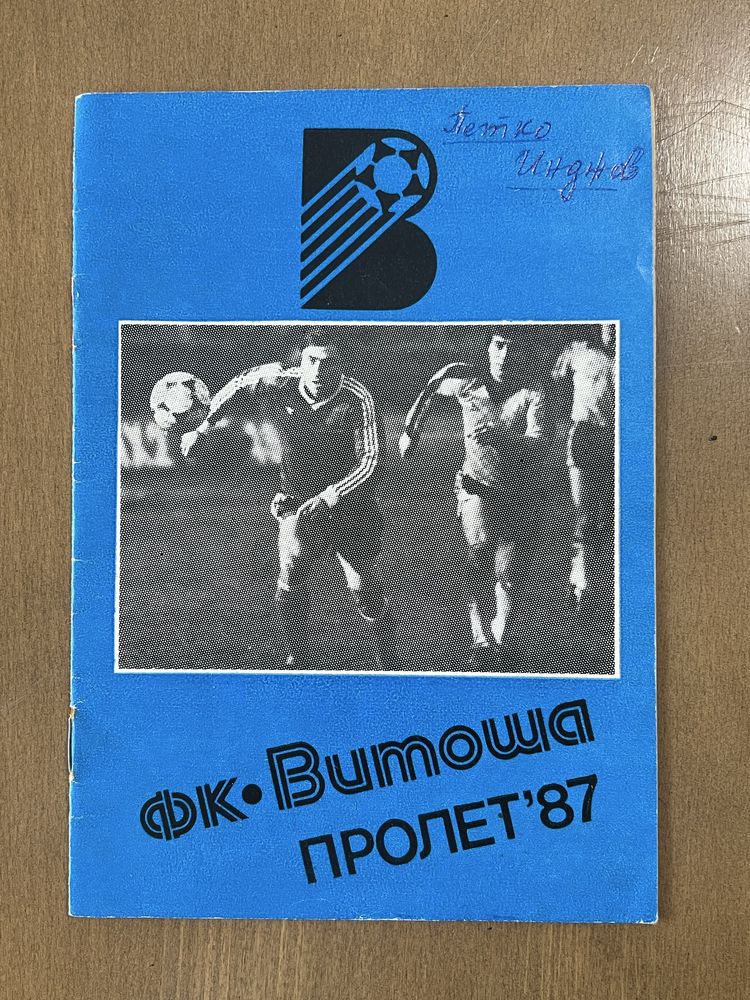 Петко
Инджов
В
ФК•Витоша
ПРОЛЕТ'87